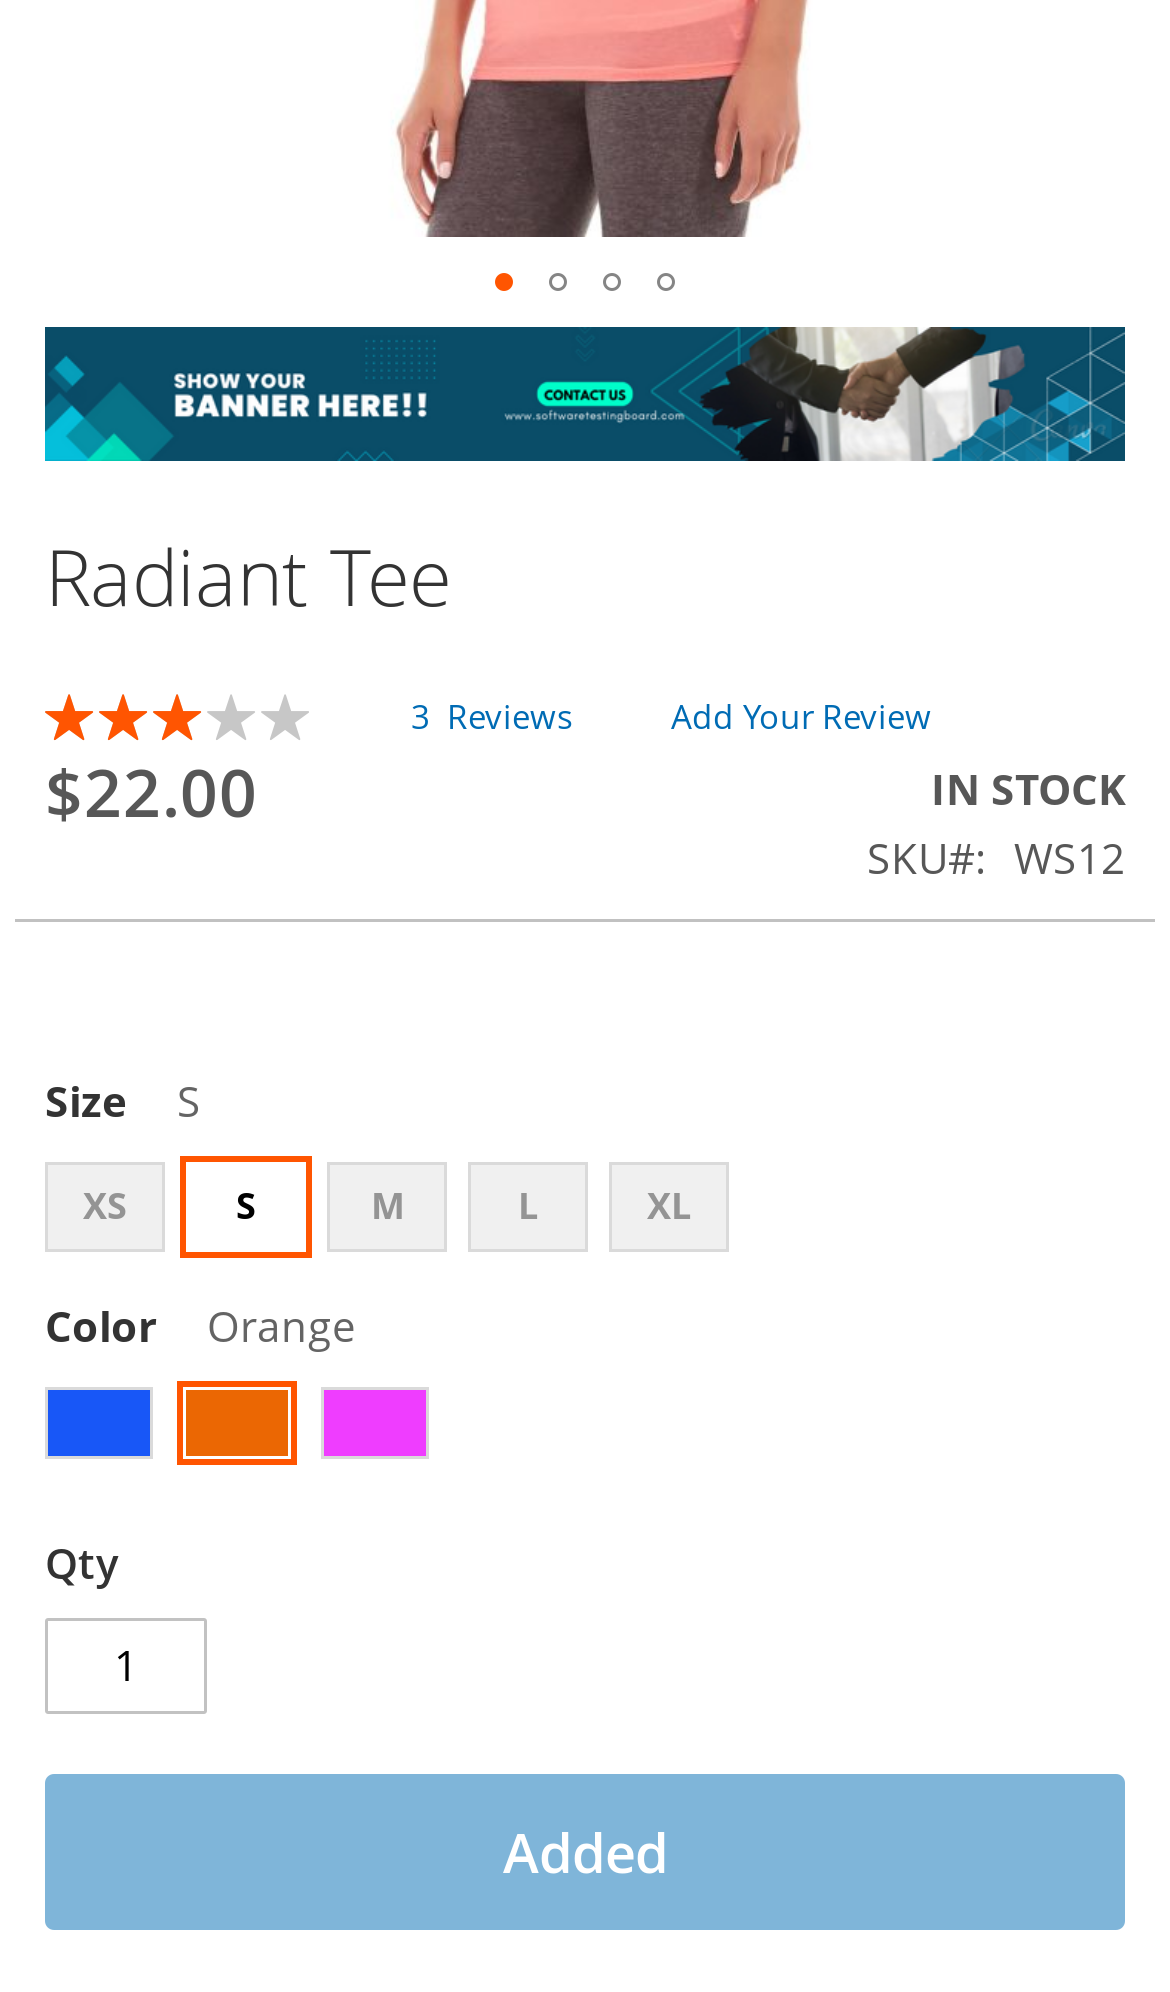 SHOW YOUR
BANNER HERE!!
CONTACT US
www.softwaretestingboard.com
Canva
Radiant Tee
3 Reviews Add Your Review
$22.00 IN STOCK
SKU#: WS12
Size S
XS S M L XL
Color Orange
Qty
1
Added